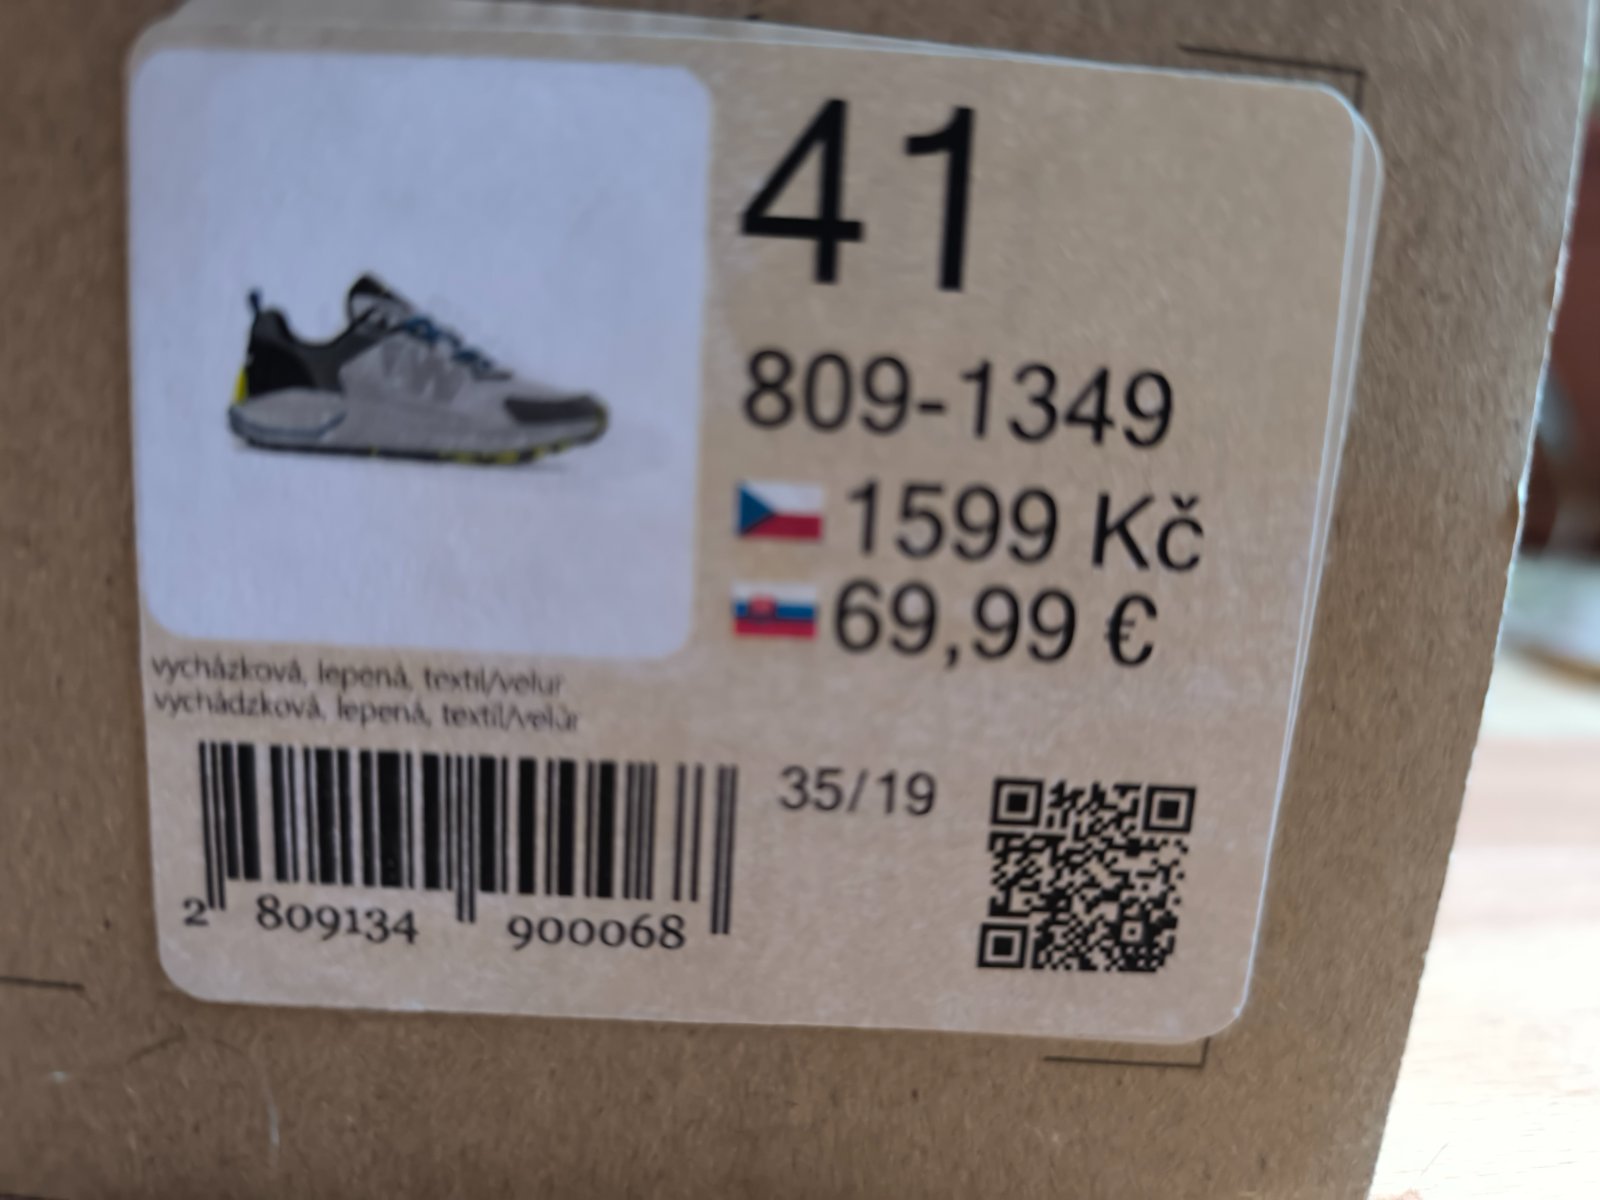 41
809-1349
1599 Kč
69,99 €
vycházková, lepená, textil/velur
vychádzková, lepená, textil/velúr
35/19
2 809134 900068